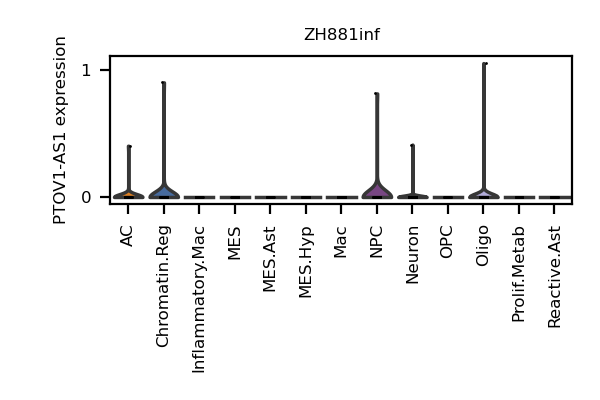 ZH881inf
PTOV1-AS1 expression
1
0
AC
Chromatin.Reg
Inflammatory.Mac
MES
MES.Ast
MES.Hyp
Mac
NPC
Neuron
OPC
Oligo
Prolif.Metab
Reactive.Ast